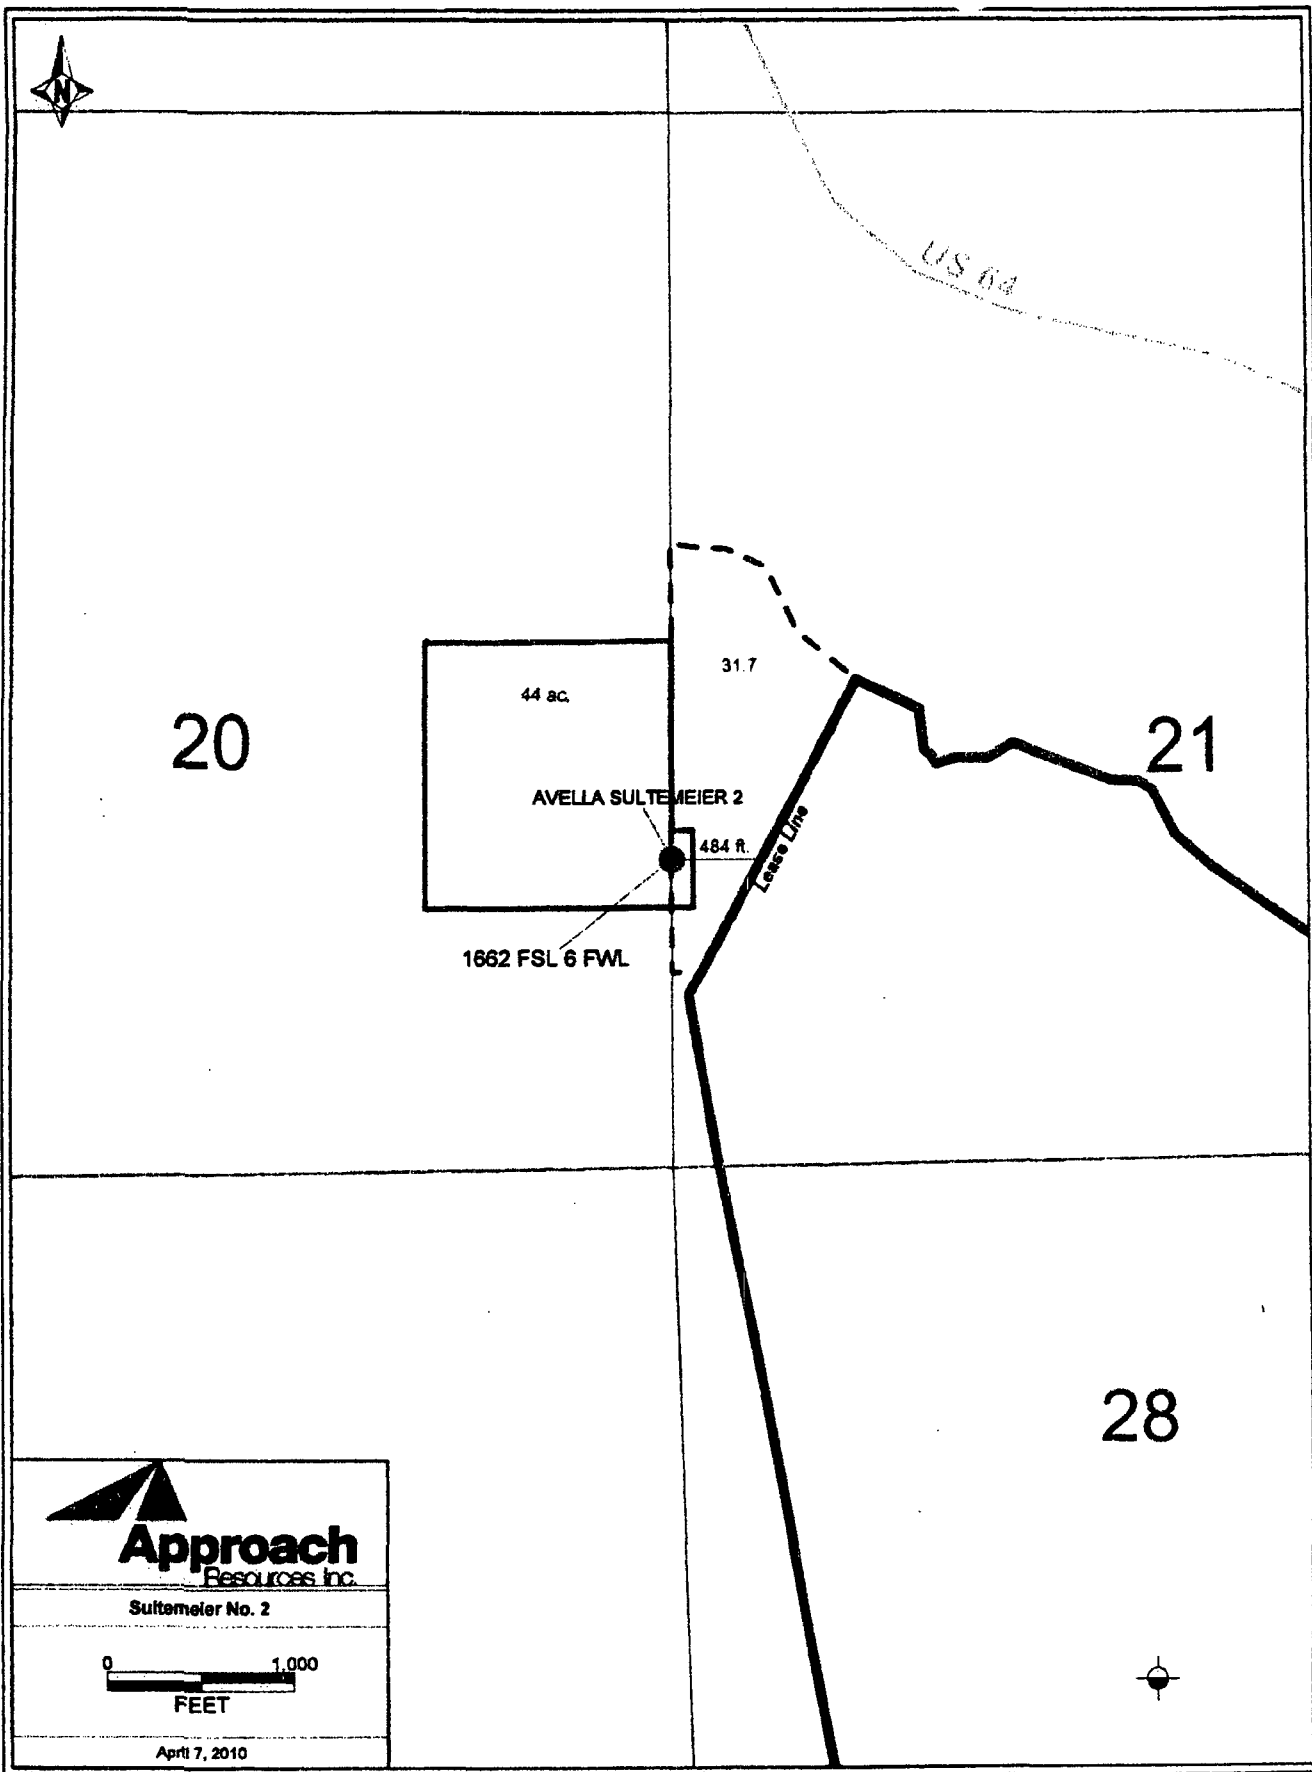 N
US 64
31.7
44 ac.
20
21
AVELLA SULTEMEIER 2
484 ft.
Lease Line
1662 FSL 6 FWL
28
Approach
Resources Inc.
Sultemeier No. 2
0 1,000
FEET
April 7, 2010